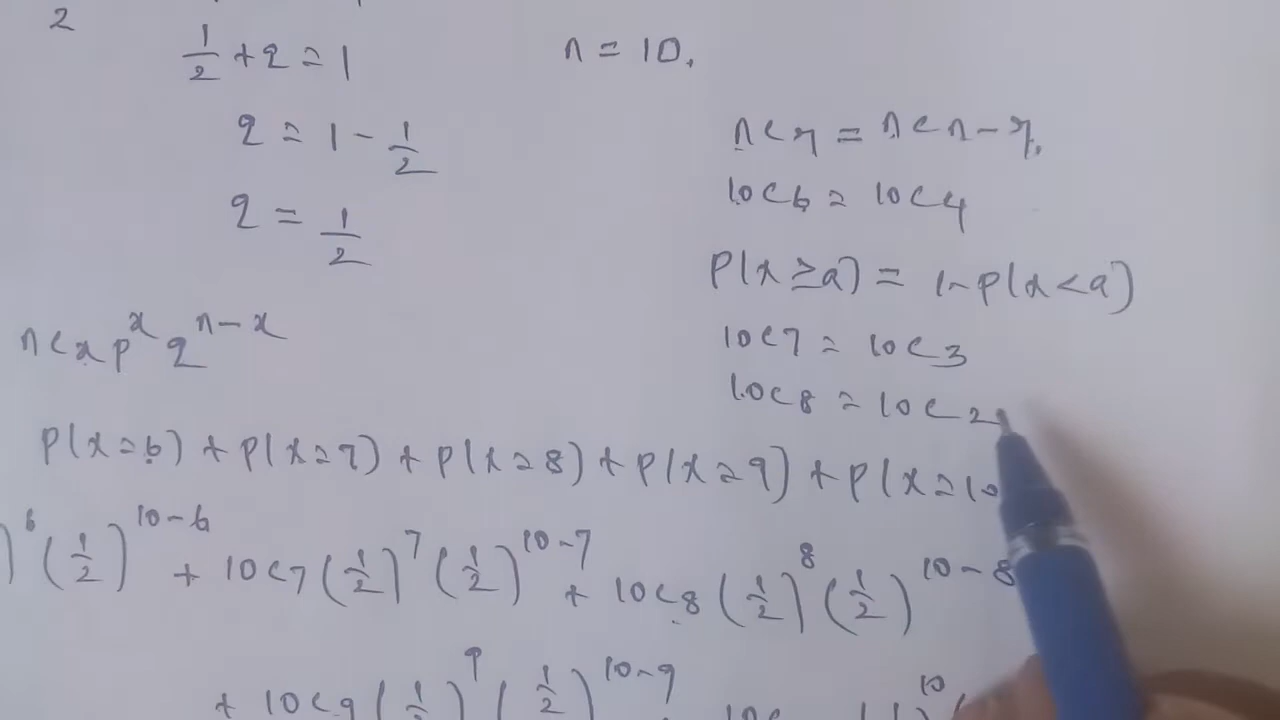 2
1/2 + q = 1
n = 10.
q = 1 - 1/2
q = 1/2
ncr = ncn-r.
10c6 = 10c4
P(x ≥ a) = 1-P(x < a)
10c7 = 10c3
10c8 = 10c2
ncx p^x q^(n-x)
P(x=6) + P(x=7) + P(x=8) + P(x=9) + P(x=10
)^6 (1/2)^(10-6) + 10c7 (1/2)^7 (1/2)^(10-7) + 10c8 (1/2)^8 (1/2)^(10-8)
+ 10c9 (1/2)^9 (1/2)^(10-9)